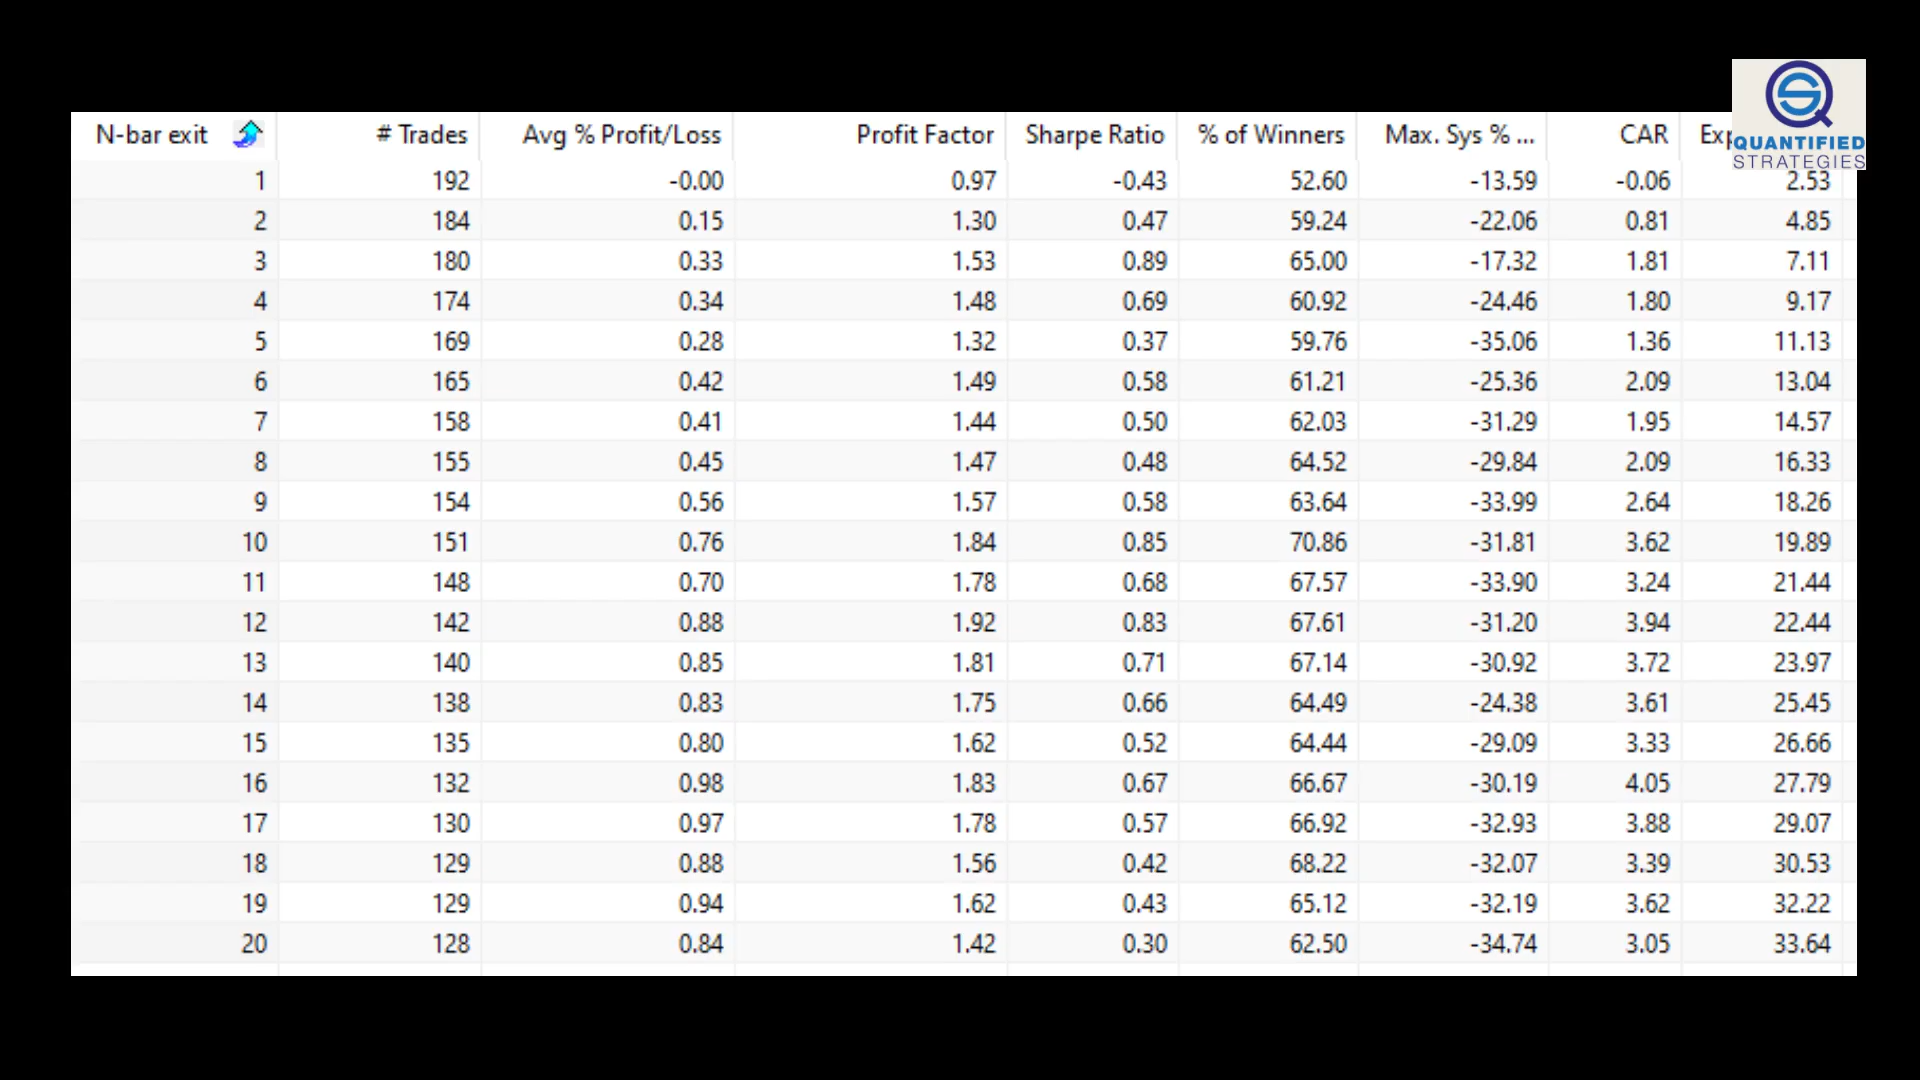 N-bar exit # Trades Avg % Profit/Loss Profit Factor Sharpe Ratio % of Winners Max. Sys % ... CAR Exp
QUANTIFIED
STRATEGIES
1 192 -0.00 0.97 -0.43 52.60 -13.59 -0.06 2.53
2 184 0.15 1.30 0.47 59.24 -22.06 0.81 4.85
3 180 0.33 1.53 0.89 65.00 -17.32 1.81 7.11
4 174 0.34 1.48 0.69 60.92 -24.46 1.80 9.17
5 169 0.28 1.32 0.37 59.76 -35.06 1.36 11.13
6 165 0.42 1.49 0.58 61.21 -25.36 2.09 13.04
7 158 0.41 1.44 0.50 62.03 -31.29 1.95 14.57
8 155 0.45 1.47 0.48 64.52 -29.84 2.09 16.33
9 154 0.56 1.57 0.58 63.64 -33.99 2.64 18.26
10 151 0.76 1.84 0.85 70.86 -31.81 3.62 19.89
11 148 0.70 1.78 0.68 67.57 -33.90 3.24 21.44
12 142 0.88 1.92 0.83 67.61 -31.20 3.94 22.44
13 140 0.85 1.81 0.71 67.14 -30.92 3.72 23.97
14 138 0.83 1.75 0.66 64.49 -24.38 3.61 25.45
15 135 0.80 1.62 0.52 64.44 -29.09 3.33 26.66
16 132 0.98 1.83 0.67 66.67 -30.19 4.05 27.79
17 130 0.97 1.78 0.57 66.92 -32.93 3.88 29.07
18 129 0.88 1.56 0.42 68.22 -32.07 3.39 30.53
19 129 0.94 1.62 0.43 65.12 -32.19 3.62 32.22
20 128 0.84 1.42 0.30 62.50 -34.74 3.05 33.64